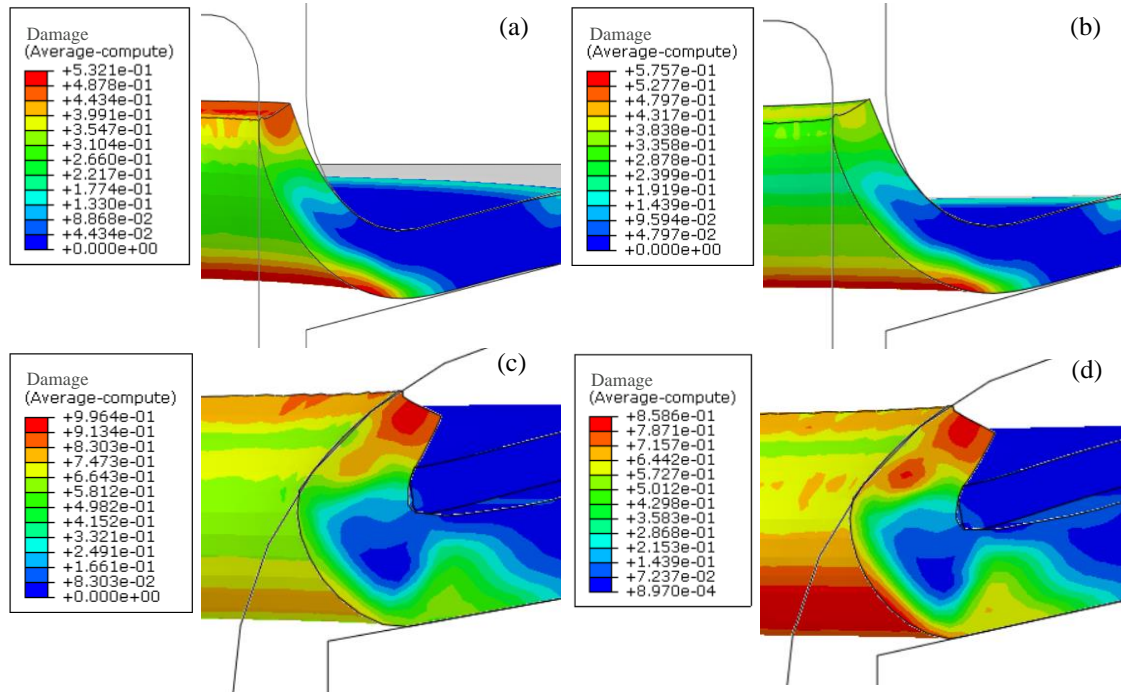 (a)
Damage
(Average-compute)
+5.321e-01
+4.878e-01
+4.434e-01
+3.991e-01
+3.547e-01
+3.104e-01
+2.660e-01
+2.217e-01
+1.774e-01
+1.330e-01
+8.868e-02
+4.434e-02
+0.000e+00
(b)
Damage
(Average-compute)
+5.757e-01
+5.277e-01
+4.797e-01
+4.317e-01
+3.838e-01
+3.358e-01
+2.878e-01
+2.399e-01
+1.919e-01
+1.439e-01
+9.594e-02
+4.797e-02
+0.000e+00
(c)
Damage
(Average-compute)
+9.964e-01
+9.134e-01
+8.303e-01
+7.473e-01
+6.643e-01
+5.812e-01
+4.982e-01
+4.152e-01
+3.321e-01
+2.491e-01
+1.661e-01
+8.303e-02
+0.000e+00
(d)
Damage
(Average-compute)
+8.586e-01
+7.871e-01
+7.157e-01
+6.442e-01
+5.727e-01
+5.012e-01
+4.298e-01
+3.583e-01
+2.868e-01
+2.153e-01
+1.439e-01
+7.237e-02
+8.970e-04